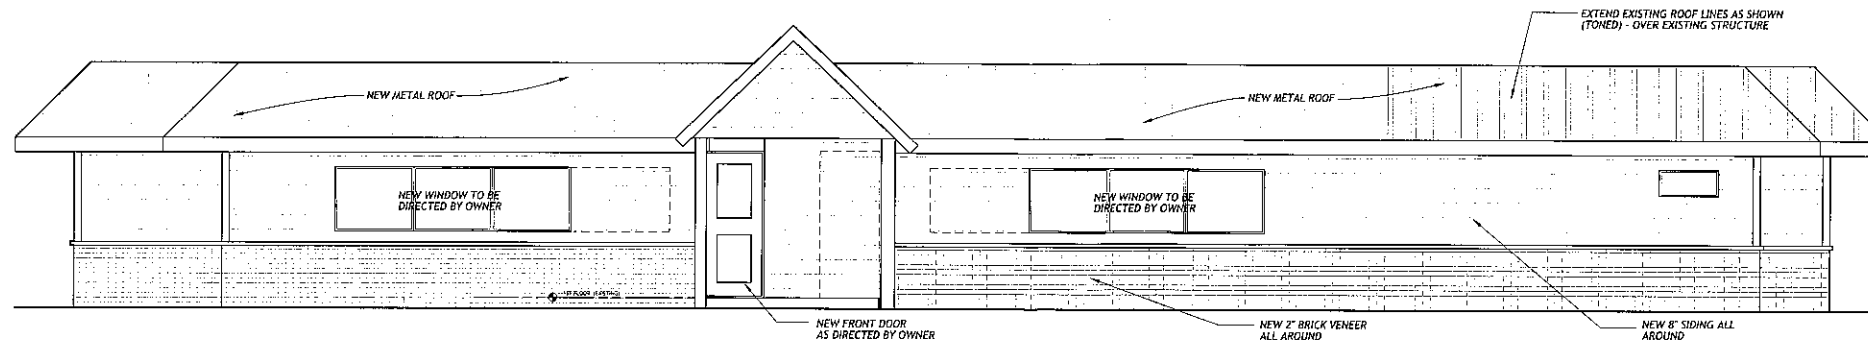 EXTEND EXISTING ROOF LINES AS SHOWN
(TONED) - OVER EXISTING STRUCTURE
NEW METAL ROOF
NEW METAL ROOF
NEW WINDOW TO BE
DIRECTED BY OWNER
NEW WINDOW TO BE
DIRECTED BY OWNER
NEW FRONT DOOR
AS DIRECTED BY OWNER
NEW 2" BRICK VENEER
ALL AROUND
NEW 8" SIDING ALL
AROUND